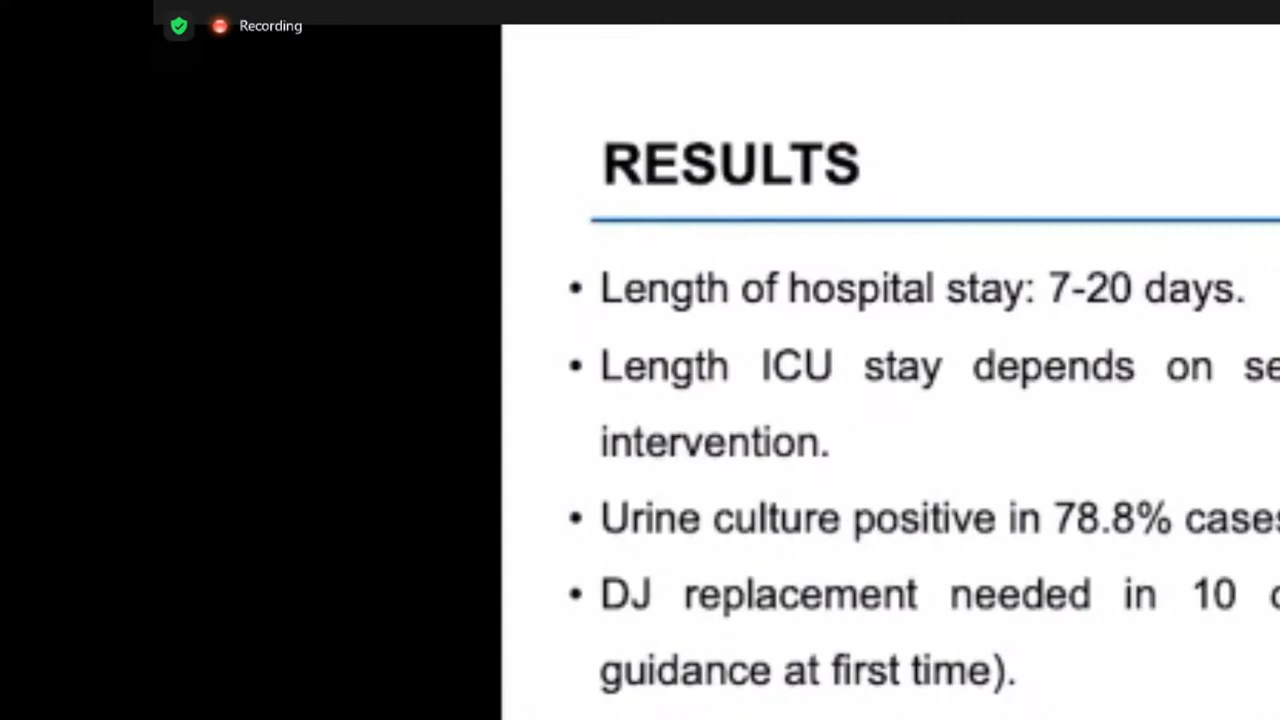 Recording
RESULTS
• Length of hospital stay: 7-20 days.
• Length ICU stay depends on
intervention.
• Urine culture positive in 78.8% cases
• DJ replacement needed in 10
guidance at first time).